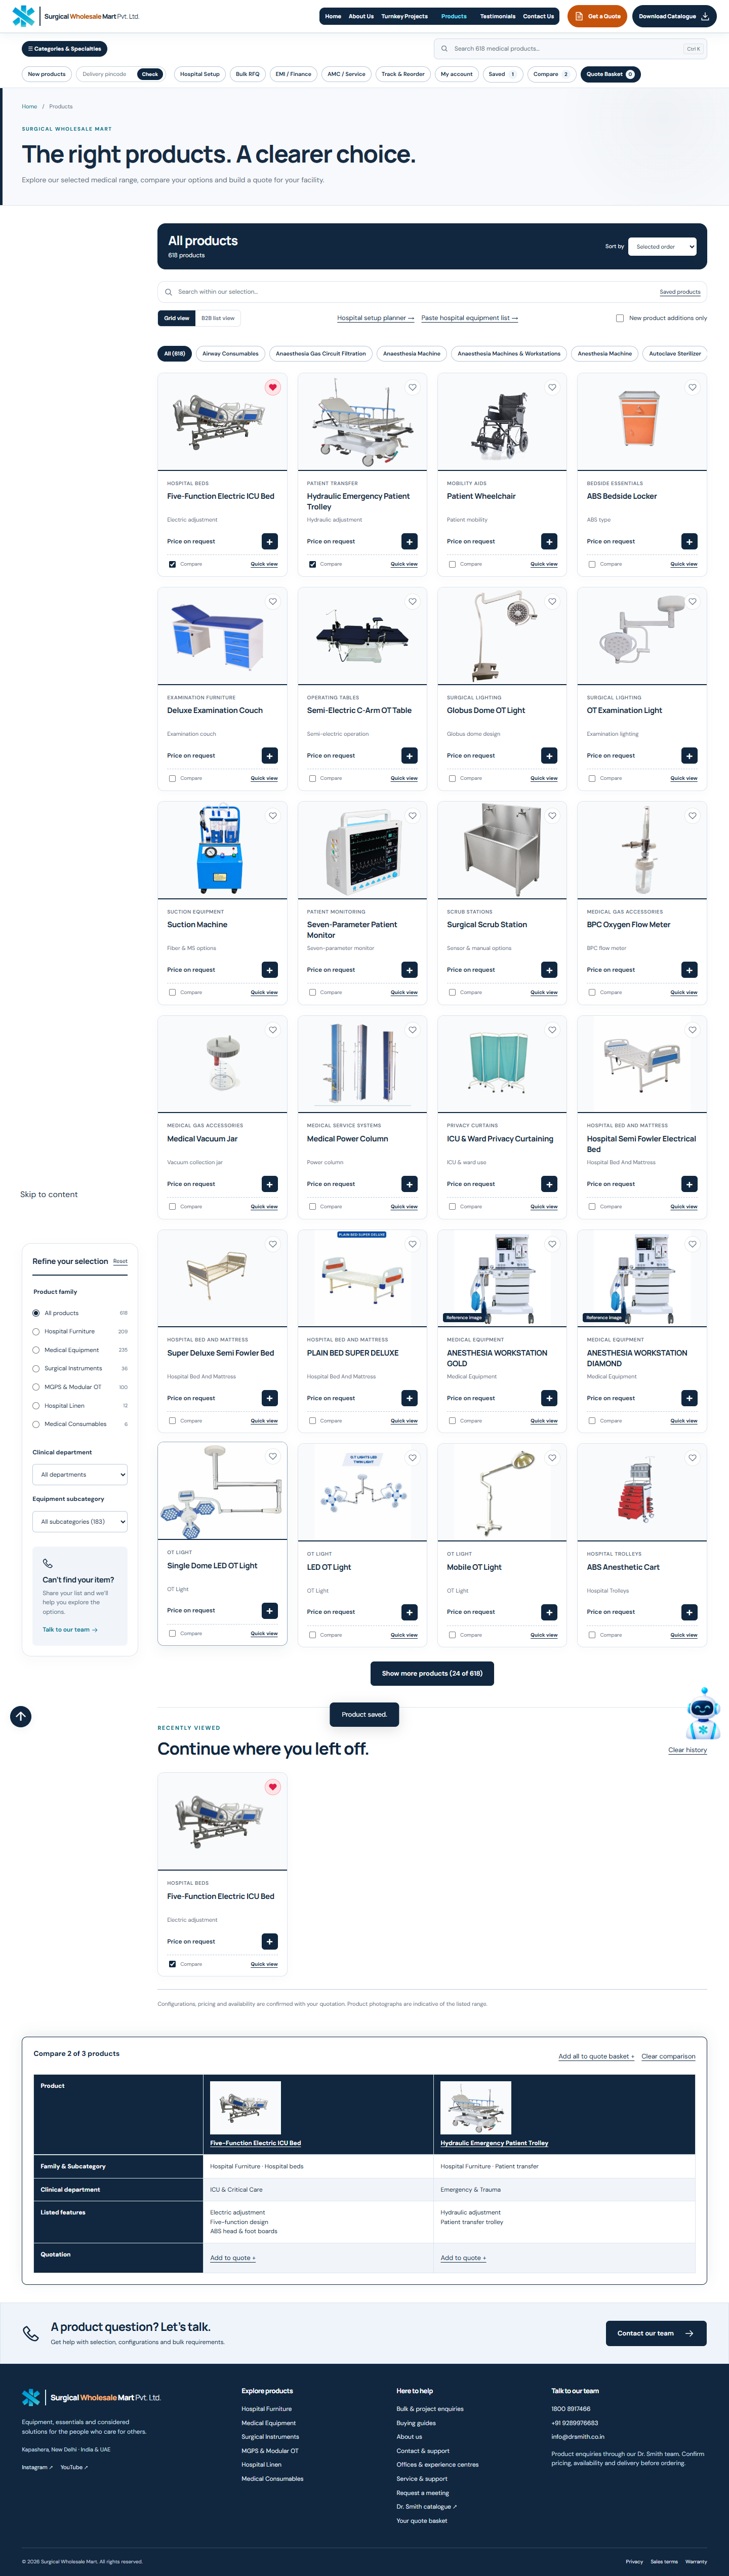 Surgical Wholesale Mart Pvt. Ltd.
Home About Us Turnkey Projects Products Testimonials Contact Us
Get a Quote
Download Catalogue
☰ Categories & Specialties
Search 618 medical products...
Ctrl K
New products
Delivery pincode
Check
Hospital Setup
Bulk RFQ
EMI / Finance
AMC / Service
Track & Reorder
My account
Saved 1
Compare 2
Quote Basket 0
Home / Products
SURGICAL WHOLESALE MART
The right products. A clearer choice.
Explore our selected medical range, compare your options and build a quote for your facility.
All products
618 products
Sort by
Selected order
Search within our selection...
Saved products
Grid view
B2B list view
Hospital setup planner →
Paste hospital equipment list →
New product additions only
All (618)
Airway Consumables
Anaesthesia Gas Circuit Filtration
Anaesthesia Machine
Anaesthesia Machines & Workstations
Anesthesia Machine
Autoclave Sterilizer
HOSPITAL BEDS
Five-Function Electric ICU Bed
Electric adjustment
Price on request
+
Compare
Quick view
PATIENT TRANSFER
Hydraulic Emergency Patient
Trolley
Hydraulic adjustment
Price on request
+
Compare
Quick view
MOBILITY AIDS
Patient Wheelchair
Patient mobility
Price on request
+
Compare
Quick view
BEDSIDE ESSENTIALS
ABS Bedside Locker
ABS type
Price on request
+
Compare
Quick view
EXAMINATION FURNITURE
Deluxe Examination Couch
Examination couch
Price on request
+
Compare
Quick view
OPERATING TABLES
Semi-Electric C-Arm OT Table
Semi-electric operation
Price on request
+
Compare
Quick view
SURGICAL LIGHTING
Globus Dome OT Light
Globus dome design
Price on request
+
Compare
Quick view
SURGICAL LIGHTING
OT Examination Light
Examination lighting
Price on request
+
Compare
Quick view
SUCTION EQUIPMENT
Suction Machine
Fiber & MS options
Price on request
+
Compare
Quick view
PATIENT MONITORING
Seven-Parameter Patient
Monitor
Seven-parameter monitor
Price on request
+
Compare
Quick view
SCRUB STATIONS
Surgical Scrub Station
Sensor & manual options
Price on request
+
Compare
Quick view
MEDICAL GAS ACCESSORIES
BPC Oxygen Flow Meter
BPC flow meter
Price on request
+
Compare
Quick view
MEDICAL GAS ACCESSORIES
Medical Vacuum Jar
Vacuum collection jar
Price on request
+
Compare
Quick view
MEDICAL SERVICE SYSTEMS
Medical Power Column
Power column
Price on request
+
Compare
Quick view
PRIVACY CURTAINS
ICU & Ward Privacy Curtaining
ICU & ward use
Price on request
+
Compare
Quick view
HOSPITAL BED AND MATTRESS
Hospital Semi Fowler Electrical
Bed
Hospital Bed And Mattress
Price on request
+
Compare
Quick view
Skip to content
Refine your selection
Reset
Product family
All products 618
Hospital Furniture 209
Medical Equipment 235
Surgical Instruments 36
MGPS & Modular OT 100
Hospital Linen 12
Medical Consumables 6
Clinical department
All departments
Equipment subcategory
All subcategories (183)
Can't find your item?
Share your list and we'll
help you explore the
options.
Talk to our team →
HOSPITAL BED AND MATTRESS
Super Deluxe Semi Fowler Bed
Hospital Bed And Mattress
Price on request
+
Compare
Quick view
PLAIN BED SUPER DELUXE
HOSPITAL BED AND MATTRESS
PLAIN BED SUPER DELUXE
Hospital Bed And Mattress
Price on request
+
Compare
Quick view
Reference image
MEDICAL EQUIPMENT
ANESTHESIA WORKSTATION
GOLD
Medical Equipment
Price on request
+
Compare
Quick view
Reference image
MEDICAL EQUIPMENT
ANESTHESIA WORKSTATION
DIAMOND
Medical Equipment
Price on request
+
Compare
Quick view
OT LIGHT
Single Dome LED OT Light
OT Light
Price on request
+
Compare
Quick view
O.T LIGHTS LED
TWIN LIGHT
OT LIGHT
LED OT Light
OT Light
Price on request
+
Compare
Quick view
OT LIGHT
Mobile OT Light
OT Light
Price on request
+
Compare
Quick view
HOSPITAL TROLLEYS
ABS Anesthetic Cart
Hospital Trolleys
Price on request
+
Compare
Quick view
Show more products (24 of 618)
Product saved.
RECENTLY VIEWED
Continue where you left off.
Clear history
HOSPITAL BEDS
Five-Function Electric ICU Bed
Electric adjustment
Price on request
+
Compare
Quick view
Configurations, pricing and availability are confirmed with your quotation. Product photographs are indicative of the listed range.
Compare 2 of 3 products
Add all to quote basket +
Clear comparison
Product
Five-Function Electric ICU Bed
Hydraulic Emergency Patient Trolley
Family & Subcategory
Hospital Furniture · Hospital beds
Hospital Furniture · Patient transfer
Clinical department
ICU & Critical Care
Emergency & Trauma
Listed features
Electric adjustment
Five-function design
ABS head & foot boards
Hydraulic adjustment
Patient transfer trolley
Quotation
Add to quote +
Add to quote +
A product question? Let's talk.
Get help with selection, configurations and bulk requirements.
Contact our team →
Surgical Wholesale Mart Pvt. Ltd.
Equipment, essentials and considered
solutions for the people who care for others.
Kapashera, New Delhi · India & UAE
Instagram ↗ YouTube ↗
Explore products
Hospital Furniture
Medical Equipment
Surgical Instruments
MGPS & Modular OT
Hospital Linen
Medical Consumables
Here to help
Bulk & project enquiries
Buying guides
About us
Contact & support
Offices & experience centres
Service & support
Request a meeting
Dr. Smith catalogue ↗
Your quote basket
Talk to our team
1800 8917466
+91 9289976683
info@drsmith.co.in
Product enquiries through our Dr. Smith team. Confirm
pricing, availability and delivery before ordering.
© 2026 Surgical Wholesale Mart. All rights reserved.
Privacy Sales terms Warranty